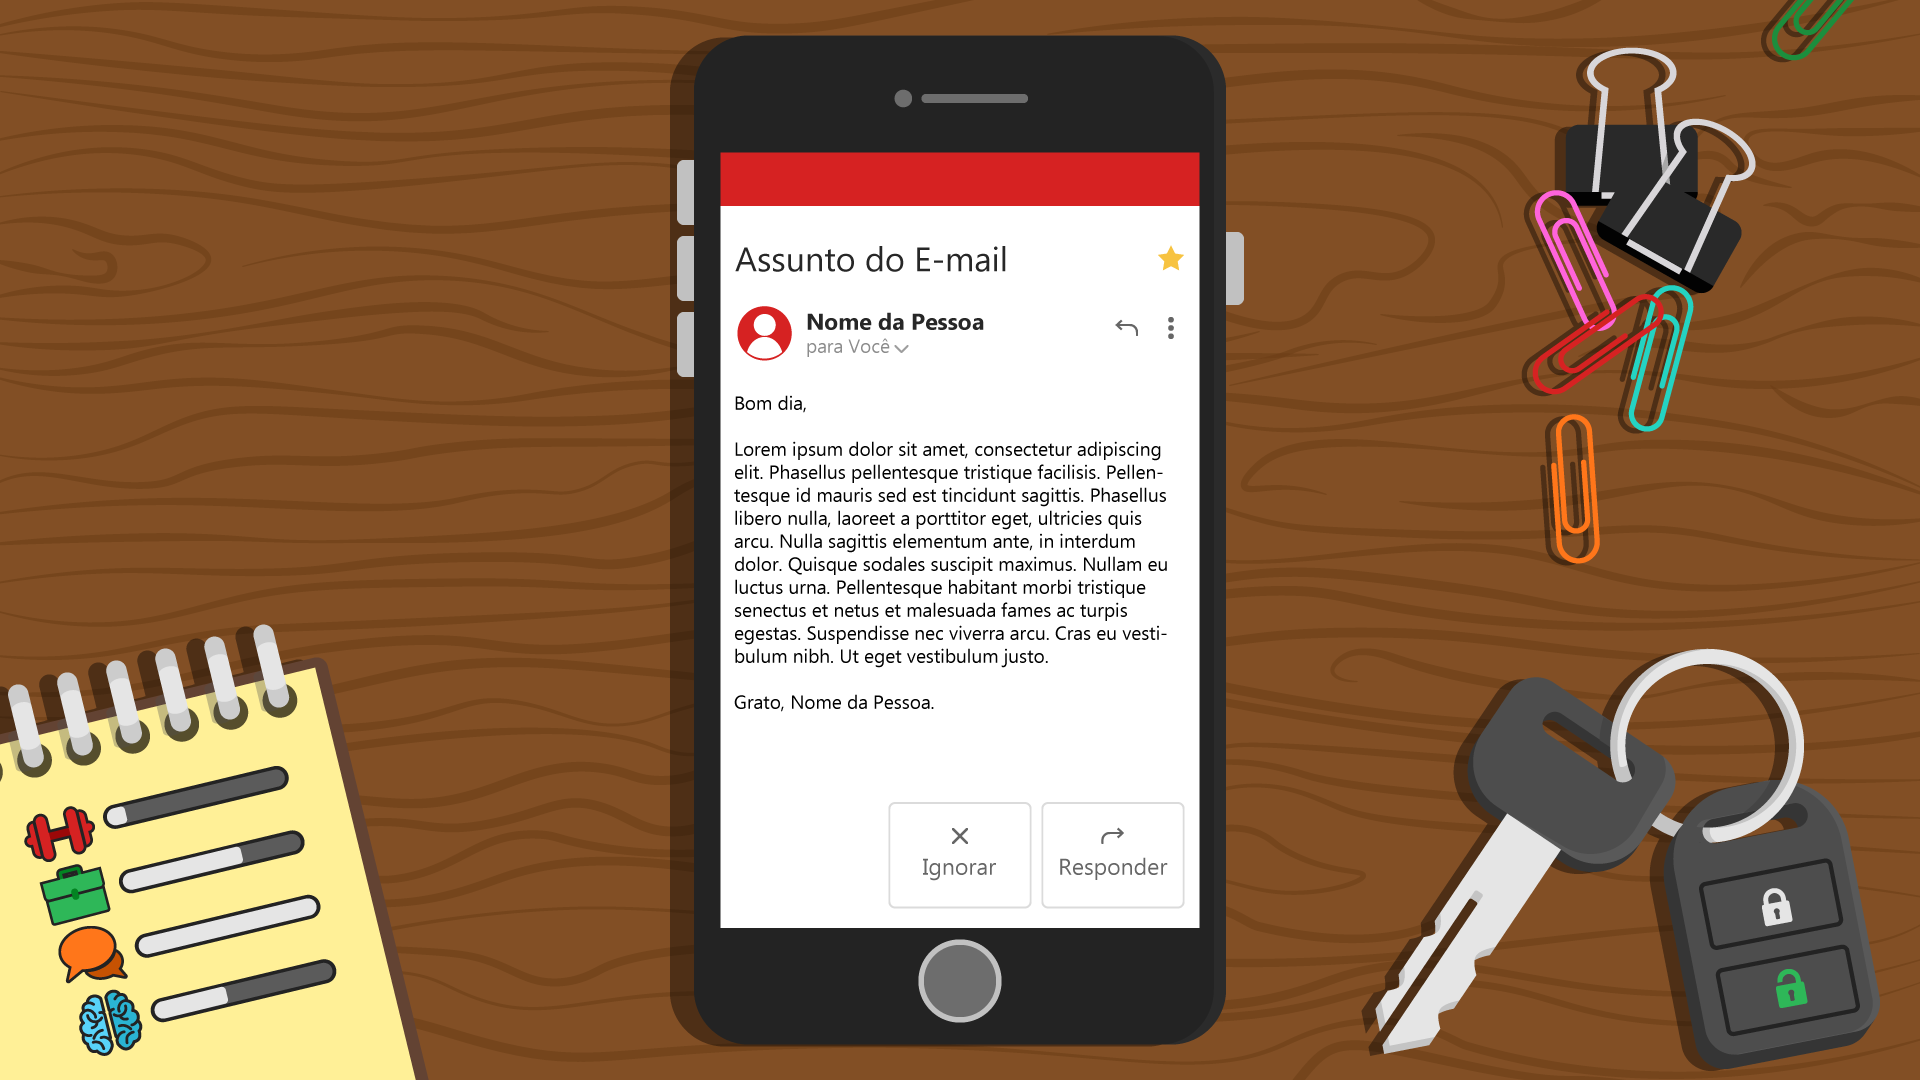 Assunto do E-mail
Nome da Pessoa
para Você
Bom dia,
Lorem ipsum dolor sit amet, consectetur adipiscing
elit. Phasellus pellentesque tristique facilisis. Pellen-
tesque id mauris sed est tincidunt sagittis. Phasellus
libero nulla, laoreet a porttitor eget, ultricies quis
arcu. Nulla sagittis elementum ante, in interdum
dolor. Quisque sodales suscipit maximus. Nullam eu
luctus urna. Pellentesque habitant morbi tristique
senectus et netus et malesuada fames ac turpis
egestas. Suspendisse nec viverra arcu. Cras eu vesti-
bulum nibh. Ut eget vestibulum justo.
Grato, Nome da Pessoa.
Ignorar
Responder